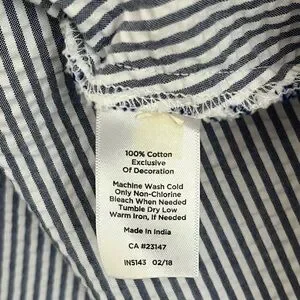 100% Cotton
Exclusive
Of Decoration
Machine Wash Cold
Only Non-Chlorine
Bleach When Needed
Tumble Dry Low
Warm Iron, If Needed
Made In India
CA #23147
IN5143 02/18